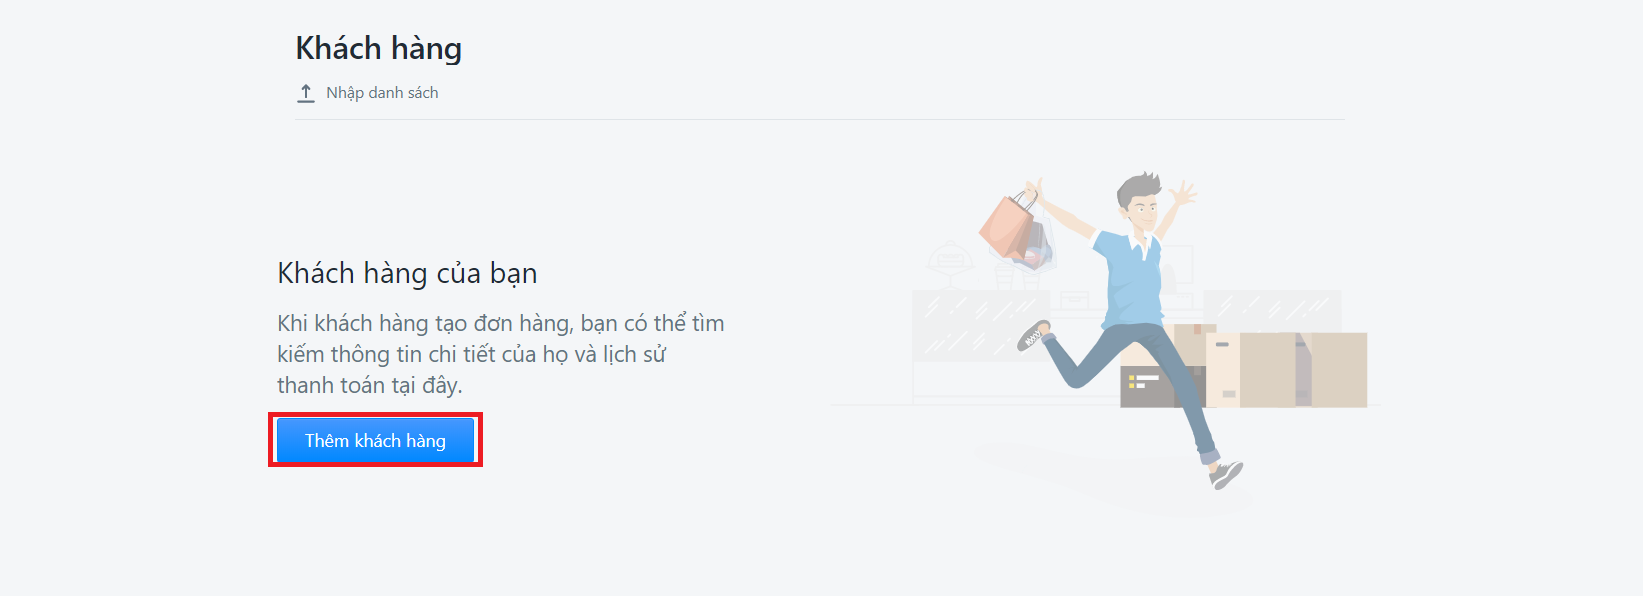 Khách hàng
Nhập danh sách
Khách hàng của bạn
Khi khách hàng tạo đơn hàng, bạn có thể tìm
kiếm thông tin chi tiết của họ và lịch sử
thanh toán tại đây.
Thêm khách hàng